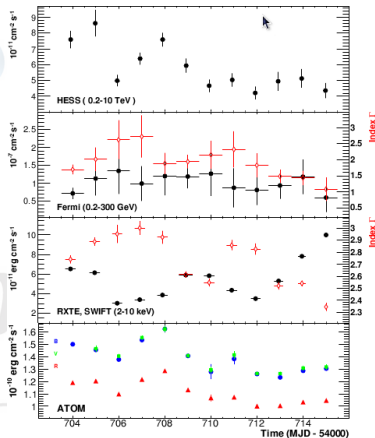 10⁻¹¹ cm⁻² s⁻¹
9
8
7
6
5
4
HESS ( 0.2-10 TeV )
10⁻⁷ cm⁻² s⁻¹
2.5
2
1.5
1
0.5
3
2.5
2
1.5
1
0.5
Index Γ
Fermi (0.2-300 GeV)
10⁻¹¹ erg cm⁻² s⁻¹
10
8
6
4
2
3
2.9
2.8
2.7
2.6
2.5
2.4
2.3
Index Γ
RXTE, SWIFT (2-10 keV)
10⁻¹⁰ erg cm⁻² s⁻¹
1.6
1.5
1.4
1.3
1.2
1.1
1
B
V
R
ATOM
704 706 708 710 712 714
Time (MJD - 54000)